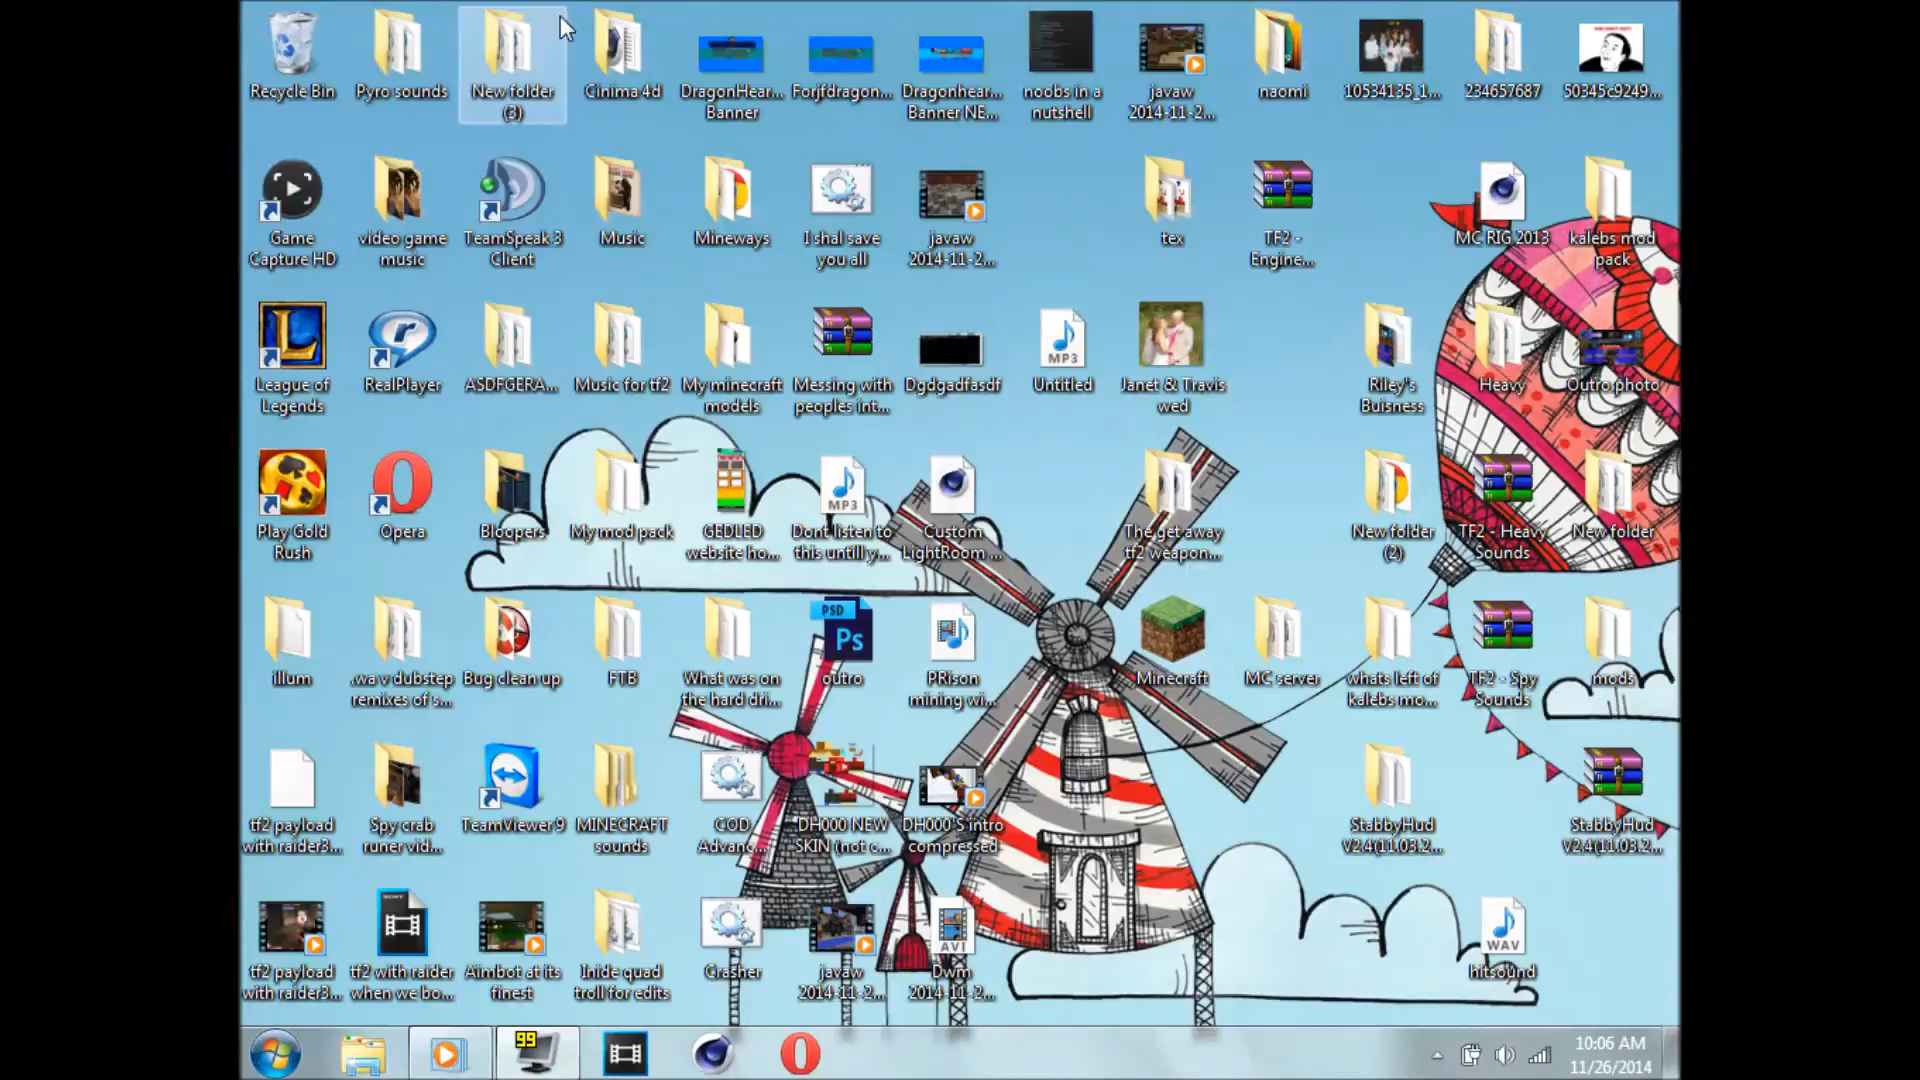 Recycle Bin
Pyro sounds
New folder
(3)
Cinima 4d
DragonHear...
Banner
Forjfdragon...
Dragonhear...
Banner NE...
noobs in a
nutshell
javaw
2014-11-2...
naomi
10534135_1...
234657687
50345c9249...
Game
Capture HD
video game
music
TeamSpeak 3
Client
Music
Mineways
I shal save
you all
javaw
2014-11-2...
tex
TF2 -
Engine...
MC RIG 2013
kalebs mod
pack
League of
Legends
RealPlayer
ASDFGERA...
Music for tf2
My minecraft
models
Messing with
peoples int...
Dgdgadfasdf
MP3
Untitled
Janet & Travis
wed
Riley's
Buisness
Heavy
Outro photo
Play Gold
Rush
Opera
Bloopers
My mod pack
GEDLED
website ho...
MP3
Dont listen to
this untill y...
Custom
LightRoom ...
The get away
tf2 weapon...
New folder
(2)
TF2 - Heavy
Sounds
New folder
illum
.wa v dubstep
remixes of s...
Bug clean up
FTB
What was on
the hard dri...
PSD
Ps
outro
PRison
mining wi...
Minecraft
MC server
whats left of
kalebs mo...
TF2 - Spy
Sounds
mods
tf2 payload
with raider3...
Spy crab
runer vid...
TeamViewer 9
MINECRAFT
sounds
COD
Advanc...
DH000 NEW
SKIN (not c...
DH000'S intro
compressed
StabbyHud
V2.4(11.03.2...
StabbyHud
V2.4(11.03.2...
tf2 payload
with raider3...
tf2 with raider
when we bo...
Aimbot at its
finest
Inide quad
troll for edits
Crasher
javaw
2014-11-2...
AVI
Dwm
2014-11-2...
WAV
hitsound
99
10:06 AM
11/26/2014